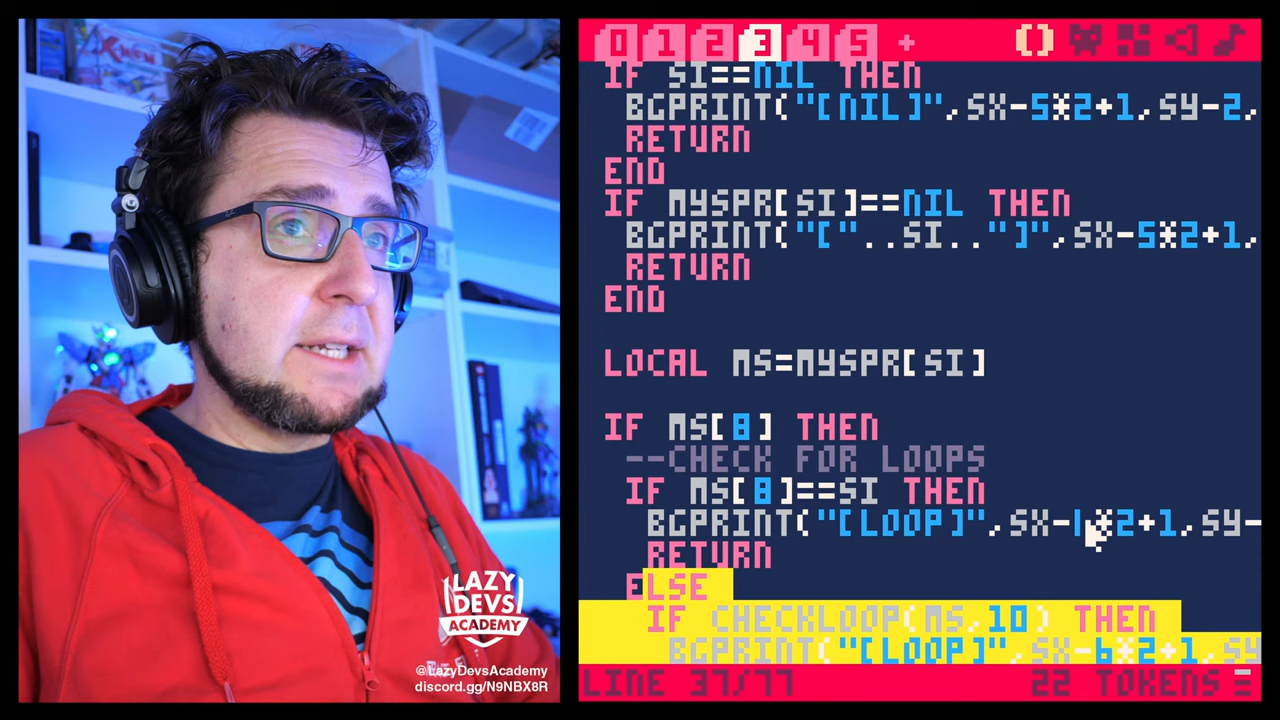 0 1 2 3 4 5 +
IF SI==NIL THEN
BGPRINT("[NIL]",SX-5*2+1,SY-2,
RETURN
END
IF MYSPR[SI]==NIL THEN
BGPRINT("["..SI.."]",SX-5*2+1,
RETURN
END
LOCAL MS=MYSPR[SI]
IF MS[8] THEN
--CHECK FOR LOOPS
IF MS[8]==SI THEN
BGPRINT("[LOOP]",SX-*2+1,SY-
RETURN
ELSE
IF CHECKLOOP(MS,10) THEN
BGPRINT("[LOOP]",SX-6*2+1,SY
LINE 37/77
22 TOKENS
X-MEN
LAZY
DEVS
ACADEMY
@LazyDevsAcademy
discord.gg/N9NBX8R